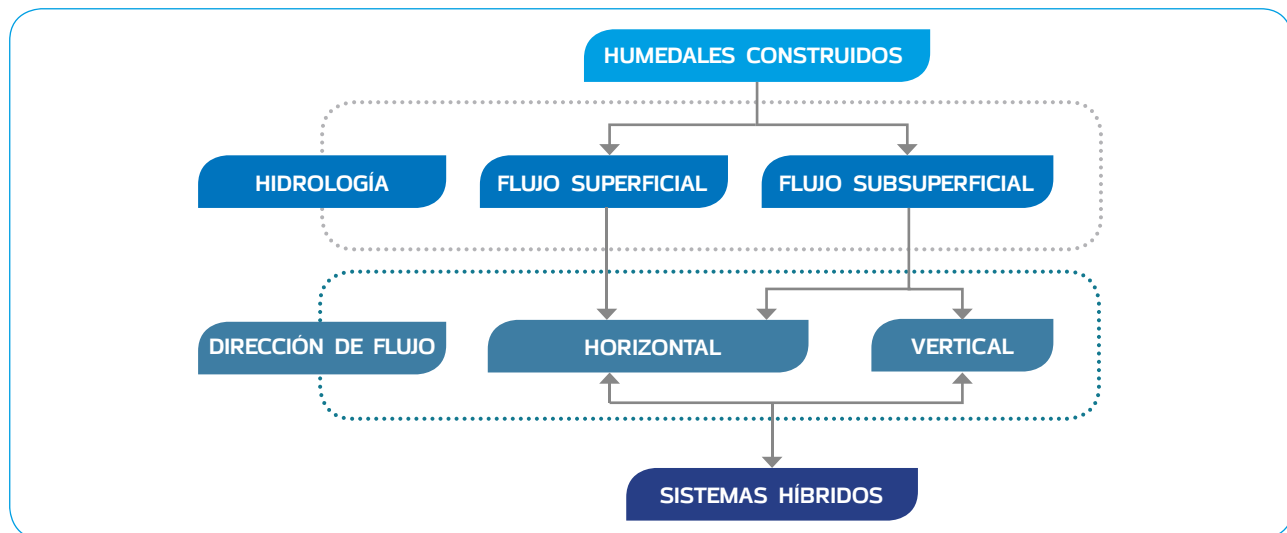 HUMEDALES CONSTRUIDOS
HIDROLOGÍA
FLUJO SUPERFICIAL
FLUJO SUBSUPERFICIAL
DIRECCIÓN DE FLUJO
HORIZONTAL
VERTICAL
SISTEMAS HÍBRIDOS